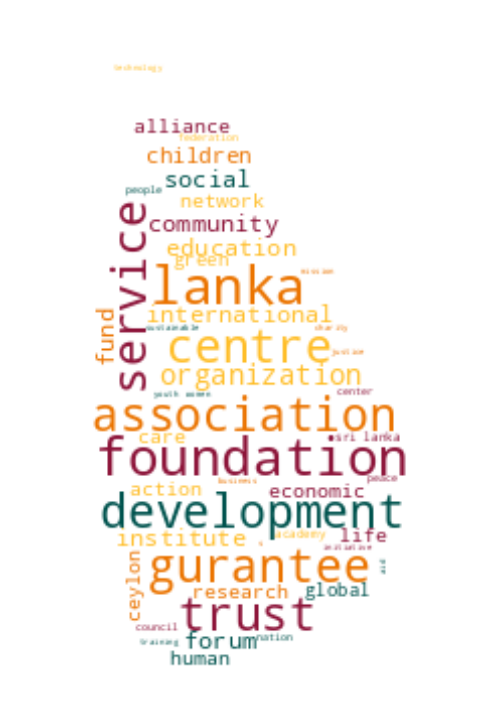 technology
alliance
federation
children
social
people
network
service
community
education
green
mission
lanka
fund
international
sustainable
charity
centre
justice
organization
youth women
center
association
care
sri lanka
foundation
peace
business
action
economic
development
institute
academy
life
initiative
gurantee
aid
ceylon
research
global
trust
council
forum
nation
training
human